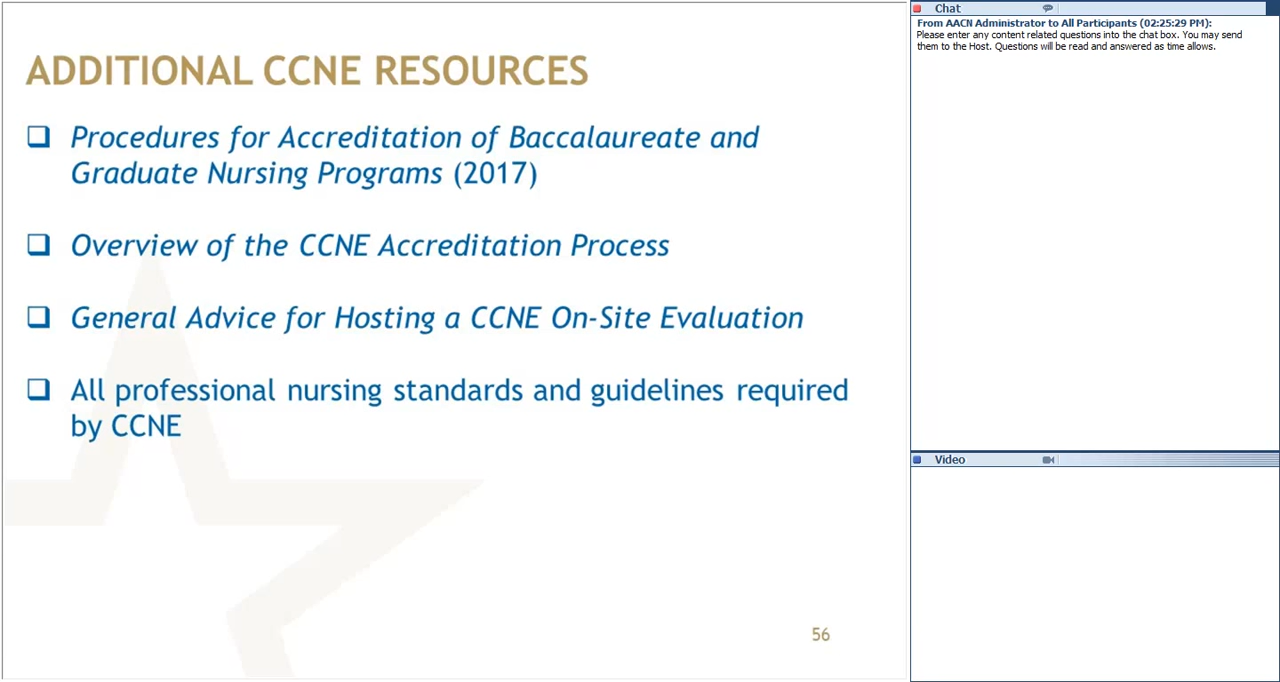 ADDITIONAL CCNE RESOURCES
Procedures for Accreditation of Baccalaureate and
Graduate Nursing Programs (2017)
Overview of the CCNE Accreditation Process
General Advice for Hosting a CCNE On-Site Evaluation
All professional nursing standards and guidelines required
by CCNE
56
Chat
From AACN Administrator to All Participants (02:25:29 PM):
Please enter any content related questions into the chat box. You may send
them to the Host. Questions will be read and answered as time allows.
Video